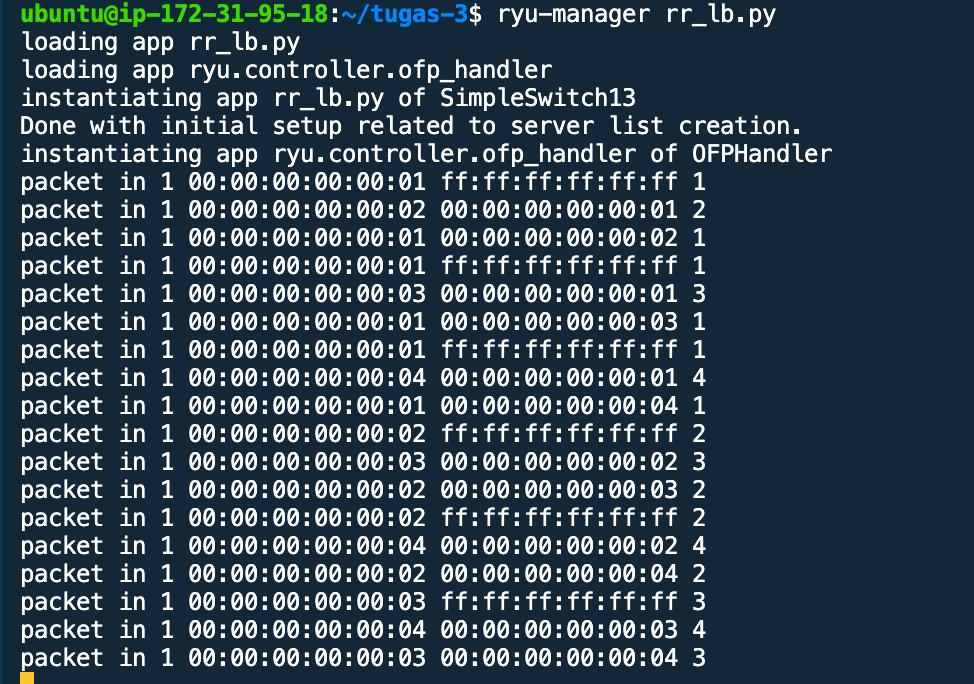 ubuntu@ip-172-31-95-18:~/tugas-3$ ryu-manager rr_lb.py
loading app rr_lb.py
loading app ryu.controller.ofp_handler
instantiating app rr_lb.py of SimpleSwitch13
Done with initial setup related to server list creation.
instantiating app ryu.controller.ofp_handler of OFPHandler
packet in 1 00:00:00:00:00:01 ff:ff:ff:ff:ff:ff 1
packet in 1 00:00:00:00:00:02 00:00:00:00:00:01 2
packet in 1 00:00:00:00:00:01 00:00:00:00:00:02 1
packet in 1 00:00:00:00:00:01 ff:ff:ff:ff:ff:ff 1
packet in 1 00:00:00:00:00:03 00:00:00:00:00:01 3
packet in 1 00:00:00:00:00:01 00:00:00:00:00:03 1
packet in 1 00:00:00:00:00:01 ff:ff:ff:ff:ff:ff 1
packet in 1 00:00:00:00:00:04 00:00:00:00:00:01 4
packet in 1 00:00:00:00:00:01 00:00:00:00:00:04 1
packet in 1 00:00:00:00:00:02 ff:ff:ff:ff:ff:ff 2
packet in 1 00:00:00:00:00:03 00:00:00:00:00:02 3
packet in 1 00:00:00:00:00:02 00:00:00:00:00:03 2
packet in 1 00:00:00:00:00:02 ff:ff:ff:ff:ff:ff 2
packet in 1 00:00:00:00:00:04 00:00:00:00:00:02 4
packet in 1 00:00:00:00:00:02 00:00:00:00:00:04 2
packet in 1 00:00:00:00:00:03 ff:ff:ff:ff:ff:ff 3
packet in 1 00:00:00:00:00:04 00:00:00:00:00:03 4
packet in 1 00:00:00:00:00:03 00:00:00:00:00:04 3